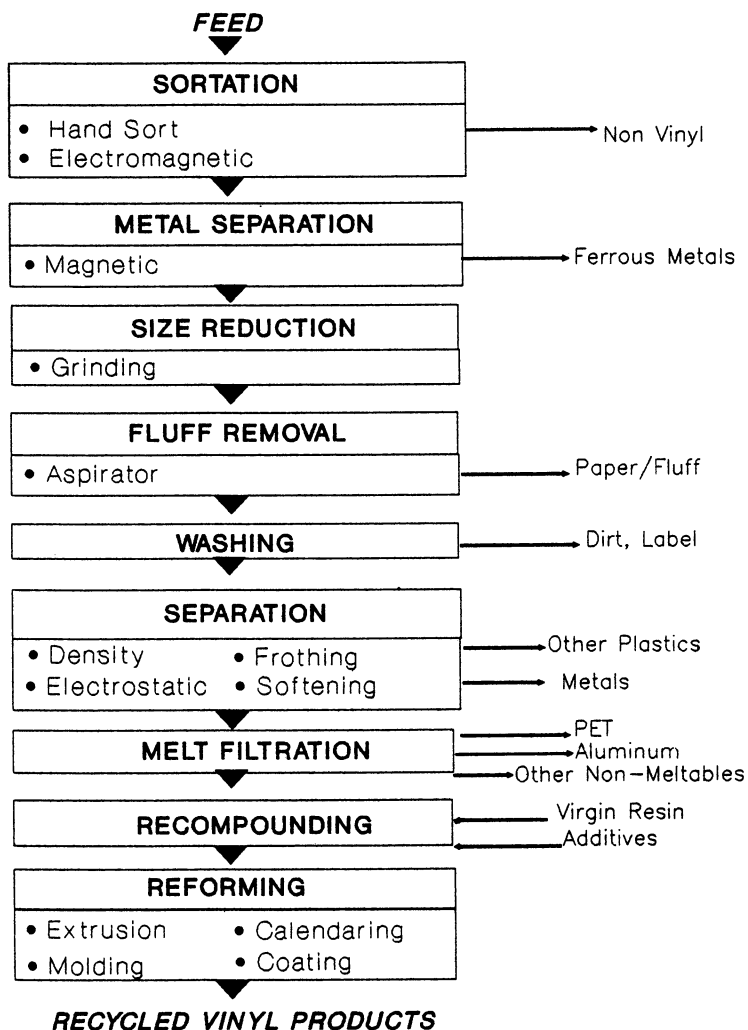 FEED
SORTATION
• Hand Sort
• Electromagnetic
Non Vinyl
METAL SEPARATION
• Magnetic
Ferrous Metals
SIZE REDUCTION
• Grinding
FLUFF REMOVAL
• Aspirator
Paper/Fluff
WASHING
Dirt, Label
SEPARATION
• Density • Frothing
• Electrostatic • Softening
Other Plastics
Metals
MELT FILTRATION
PET
Aluminum
Other Non-Meltables
RECOMPOUNDING
Virgin Resin
Additives
REFORMING
• Extrusion • Calendaring
• Molding • Coating
RECYCLED VINYL PRODUCTS